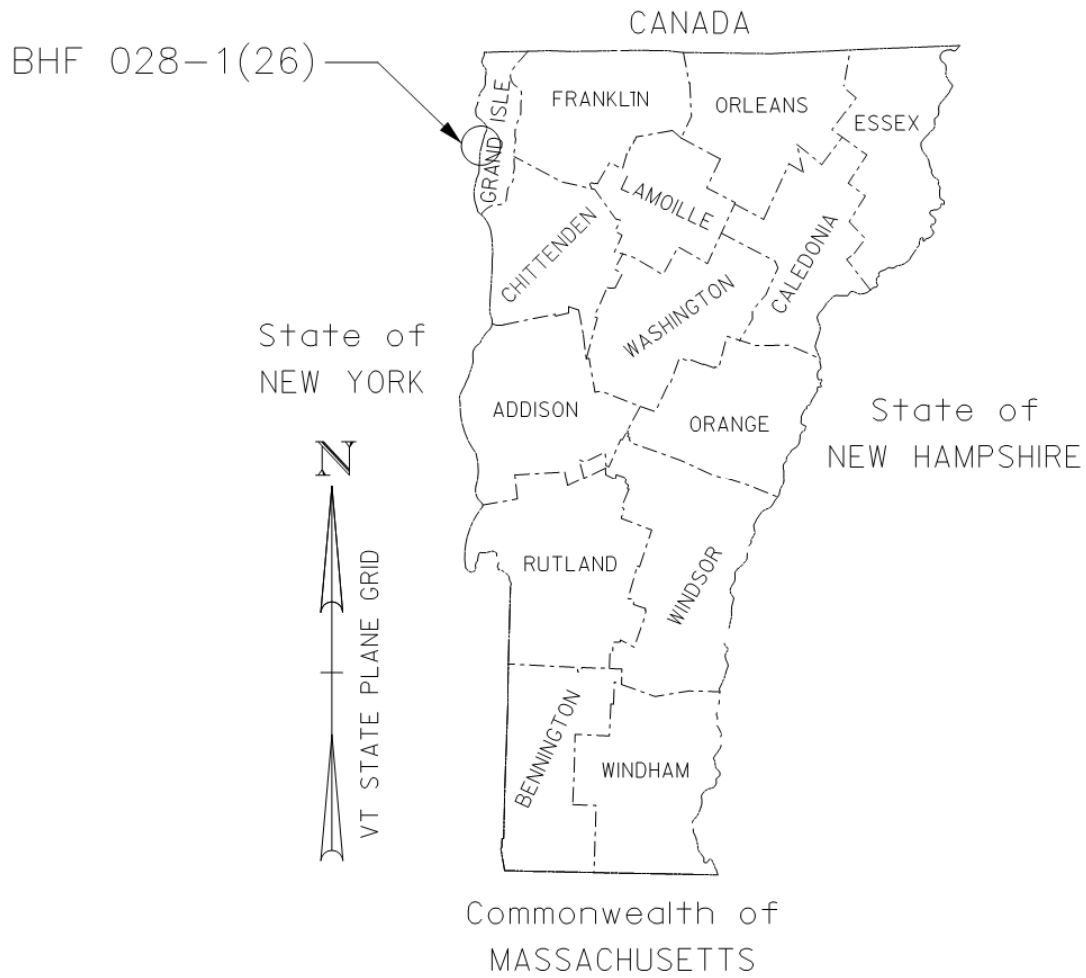 CANADA
BHF 028-1(26)
GRAND ISLE
FRANKLIN
ORLEANS
ESSEX
LAMOILLE
CHITTENDEN
CALEDONIA
WASHINGTON
State of
NEW YORK
ADDISON
ORANGE
State of
NEW HAMPSHIRE
N
VT STATE PLANE GRID
RUTLAND
WINDSOR
BENNINGTON
WINDHAM
Commonwealth of
MASSACHUSETTS